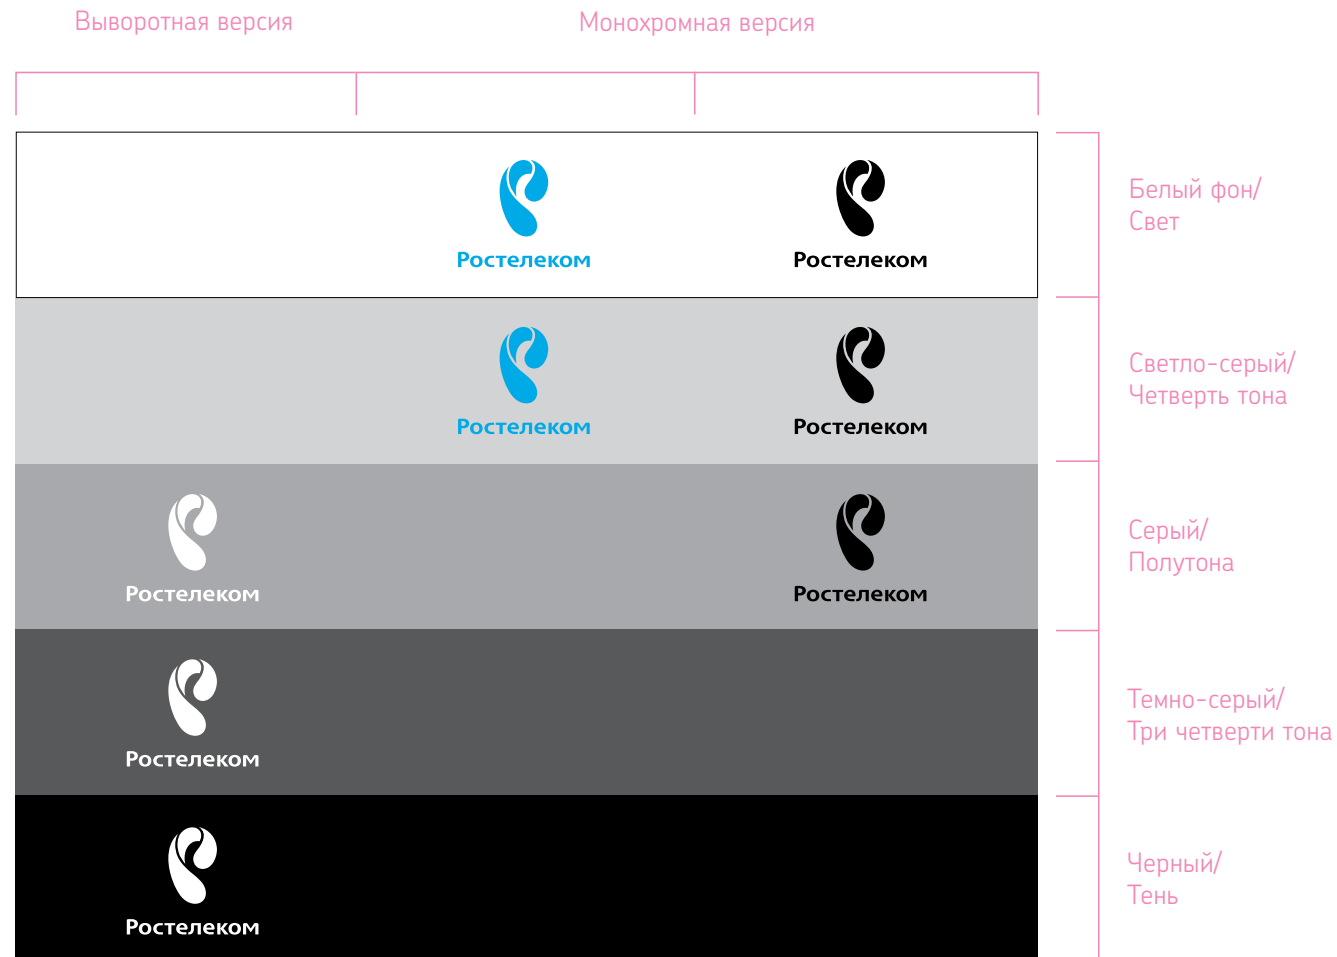 Выворотная версия
Монохромная версия
Ростелеком
Ростелеком
Белый фон/
Свет
Ростелеком
Ростелеком
Светло-серый/
Четверть тона
Ростелеком
Ростелеком
Серый/
Полутона
Ростелеком
Темно-серый/
Три четверти тона
Ростелеком
Черный/
Тень